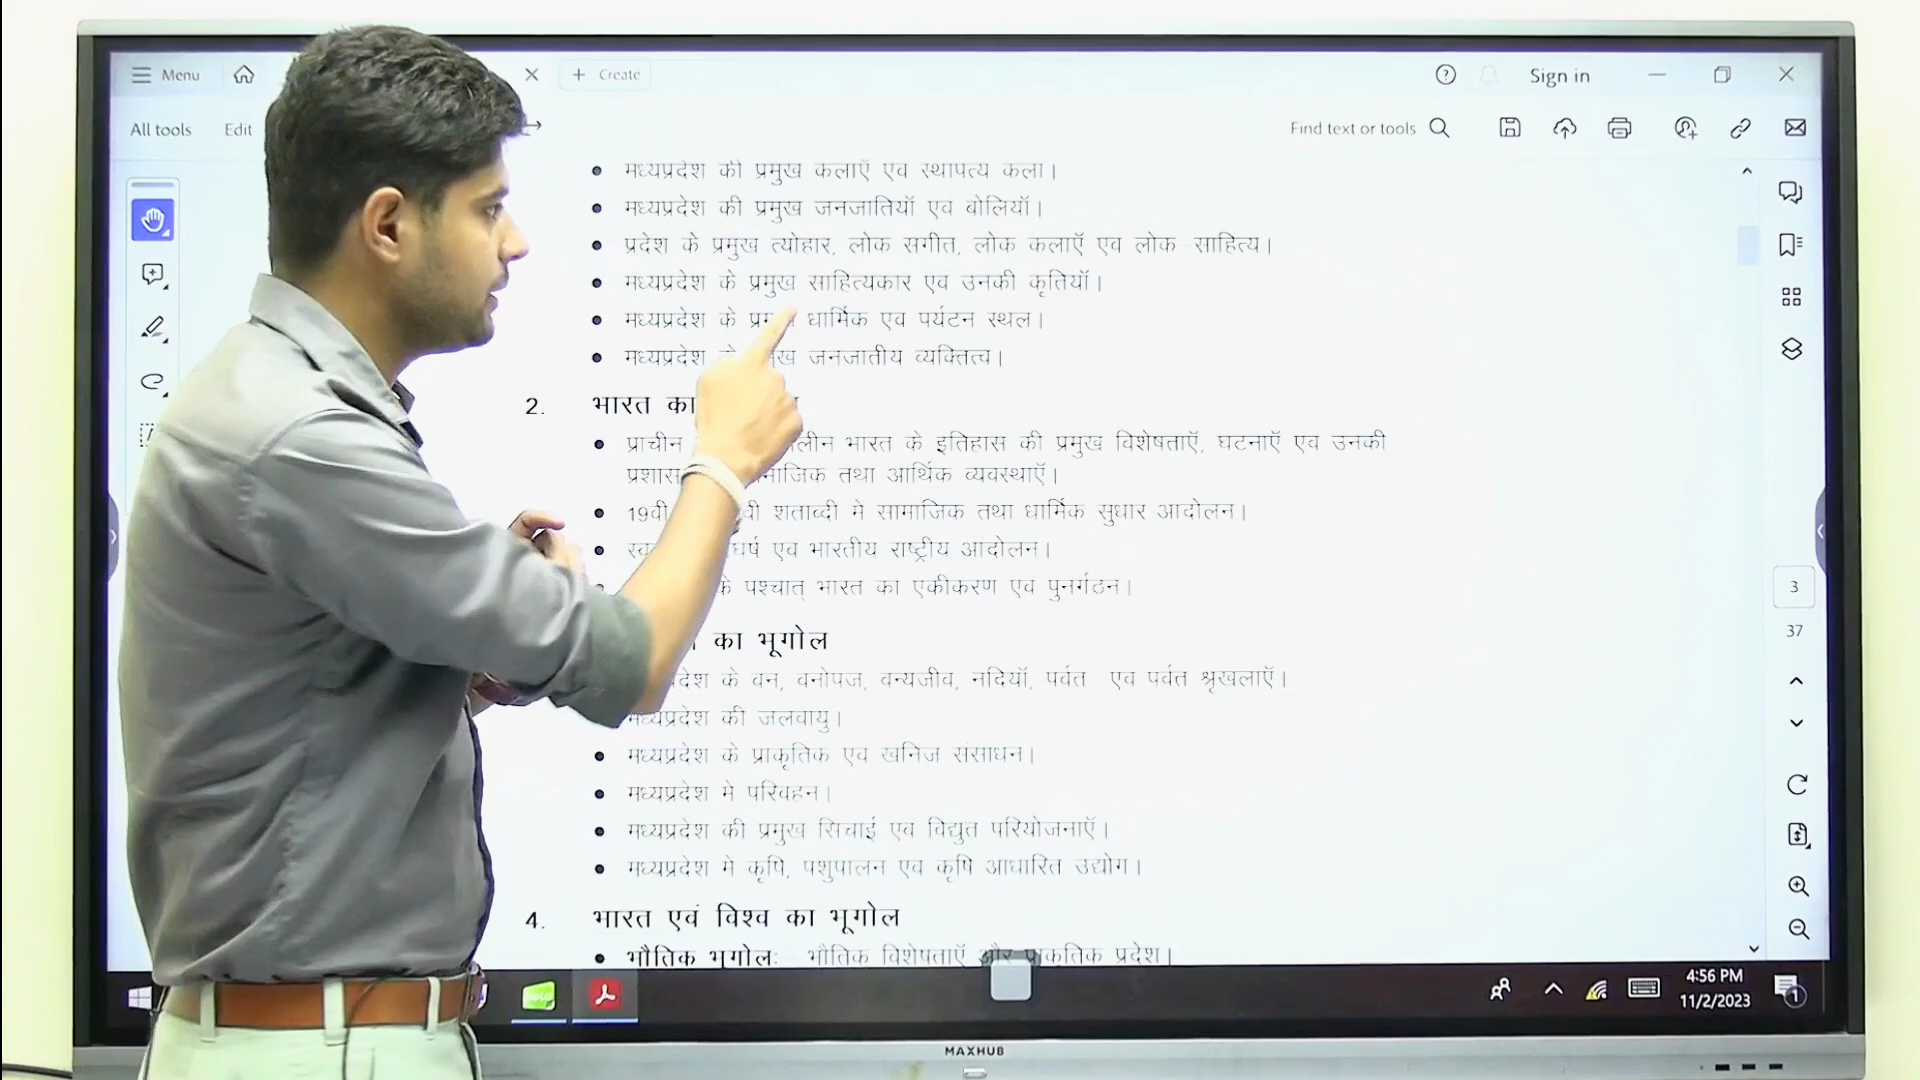 Menu
Create
Sign in
All tools
Edit
Find text or tools
मध्यप्रदेश की प्रमुख कलाऍ एव स्थापत्य कला।
मध्यप्रदेश की प्रमुख जनजातियॉ एव बोलियॉ।
प्रदेश के प्रमुख त्योहार, लोक सगीत, लोक कलाऍ एव लोक साहित्य।
मध्यप्रदेश के प्रमुख साहित्यकार एव उनकी कृतियॉ।
मध्यप्रदेश के धार्मिक एव पर्यटन स्थल।
मध्यप्रदेश जनजातीय व्यक्तित्व।
2. भारत का
प्राचीन भारत के इतिहास की प्रमुख विशेषताऍ, घटनाऍ एव उनकी
तथा आर्थिक व्यवस्थाऍ।
19वी शताब्दी मे सामाजिक तथा धार्मिक सुधार आदोलन।
एव भारतीय राष्ट्रीय आदोलन।
के पश्चात् भारत का एकीकरण एव पुनर्गठन।
का भूगोल
के वन, वनोपज, वन्यजीव, नदियॉ, पर्वत एव पर्वत श्रृखलाऍ।
मध्यप्रदेश की जलवायु।
मध्यप्रदेश के प्राकृतिक एव खनिज संसाधन।
मध्यप्रदेश मे परिवहन।
मध्यप्रदेश की प्रमुख सिचाई एव विद्युत परियोजनाऍ।
मध्यप्रदेश मे कृषि, पशुपालन एव कृषि आधारित उद्योग।
4. भारत एवं विश्व का भूगोल
भौतिक भूगोल:– भौतिक विशेषताऍ और प्राकृतिक प्रदेश।
3
37
4:56 PM
11/2/2023
1
MAXHUB